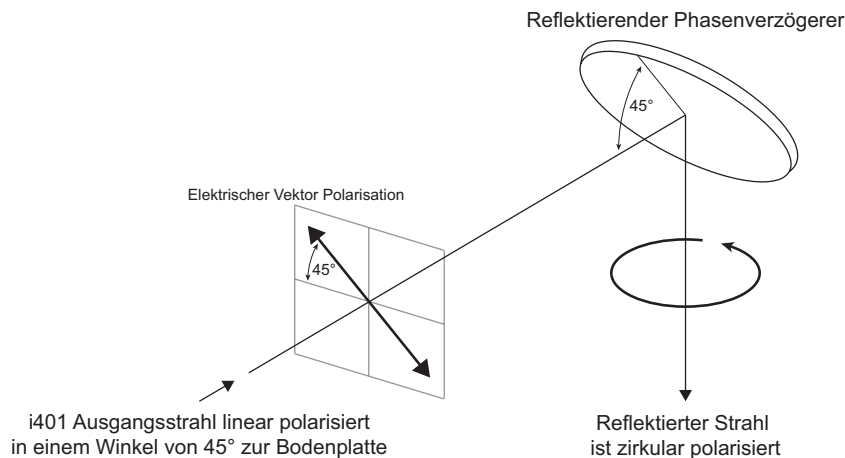 Reflektierender Phasenverzögerer
45°
Elektrischer Vektor Polarisation
45°
i401 Ausgangsstrahl linear polarisiert
in einem Winkel von 45° zur Bodenplatte
Reflektierter Strahl
ist zirkular polarisiert